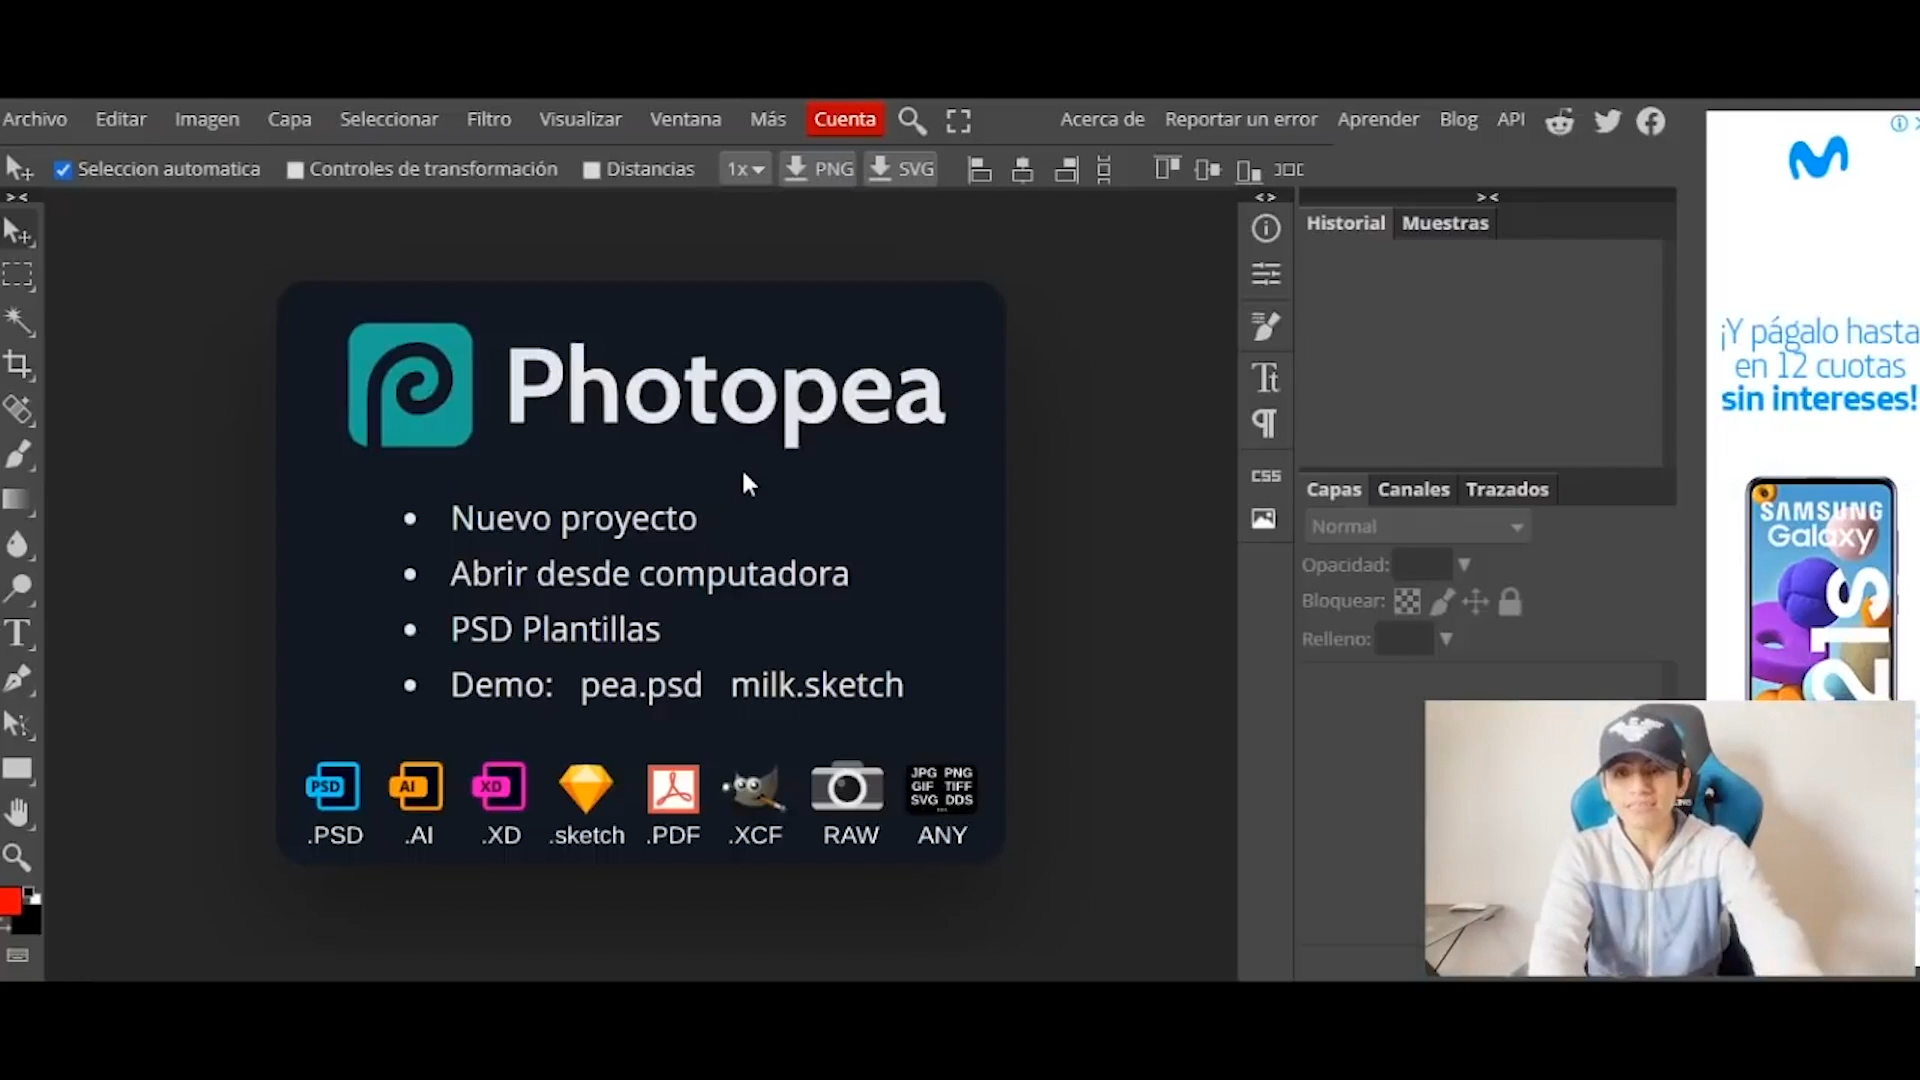 Archivo Editar Imagen Capa Seleccionar Filtro Visualizar Ventana Más Cuenta Acerca de Reportar un error Aprender Blog API
Seleccion automatica Controles de transformación Distancias 1x PNG SVG
Historial Muestras
Photopea
Nuevo proyecto
Abrir desde computadora
PSD Plantillas
Demo: pea.psd milk.sketch
PSD AI XD JPG PNG
GIF TIFF
SVG DDS
.PSD .AI .XD .sketch .PDF .XCF RAW ANY
CSS
Capas Canales Trazados
Normal
Opacidad:
Bloquear:
Relleno:
¡Y págalo hasta
en 12 cuotas
sin intereses!
SAMSUNG
Galaxy
21s